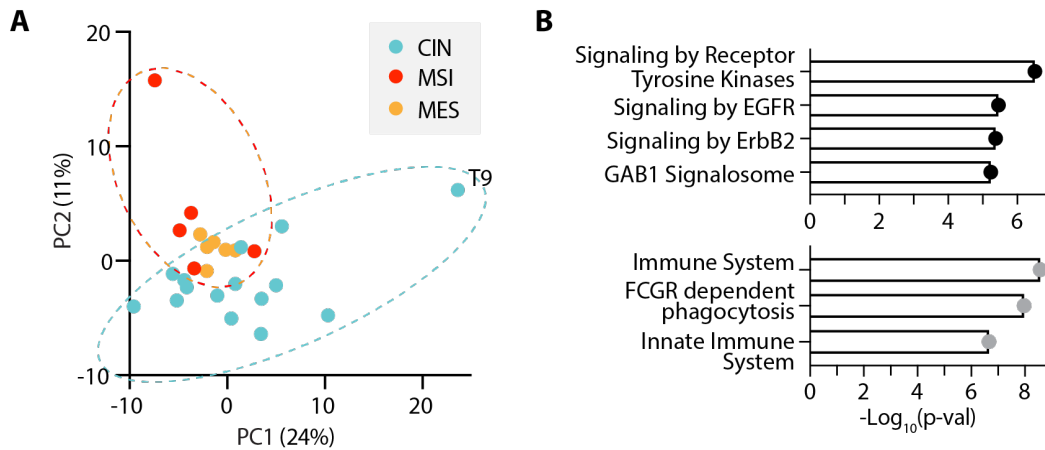 A
20
10
0
-10
PC2 (11%)
-10
0
10
20
PC1 (24%)
CIN
MSI
MES
T9
B
Signaling by Receptor
Tyrosine Kinases
Signaling by EGFR
Signaling by ErbB2
GAB1 Signalosome
0
2
4
6
Immune System
FCGR dependent
phagocytosis
Innate Immune
System
0
2
4
6
8
-Log10(p-val)